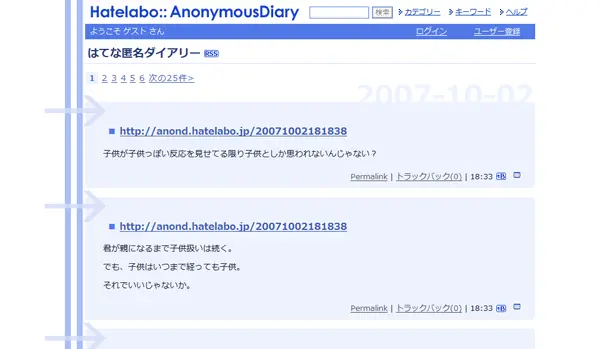 Hatelabo:: AnonymousDiary
検索 カテゴリー キーワード ヘルプ
ようこそ ゲスト さん ログイン ユーザー登録
はてな匿名ダイアリー RSS
1 2 3 4 5 6 次の25件>
2007-10-02
http://anond.hatelabo.jp/20071002181838
子供が子供っぽい反応を見せてる限り子供としか思われないんじゃない？
Permalink | トラックバック(0) | 18:33
http://anond.hatelabo.jp/20071002181838
君が親になるまで子供扱いは続く。
でも、子供はいつまで経っても子供。
それでいいじゃないか。
Permalink | トラックバック(0) | 18:33